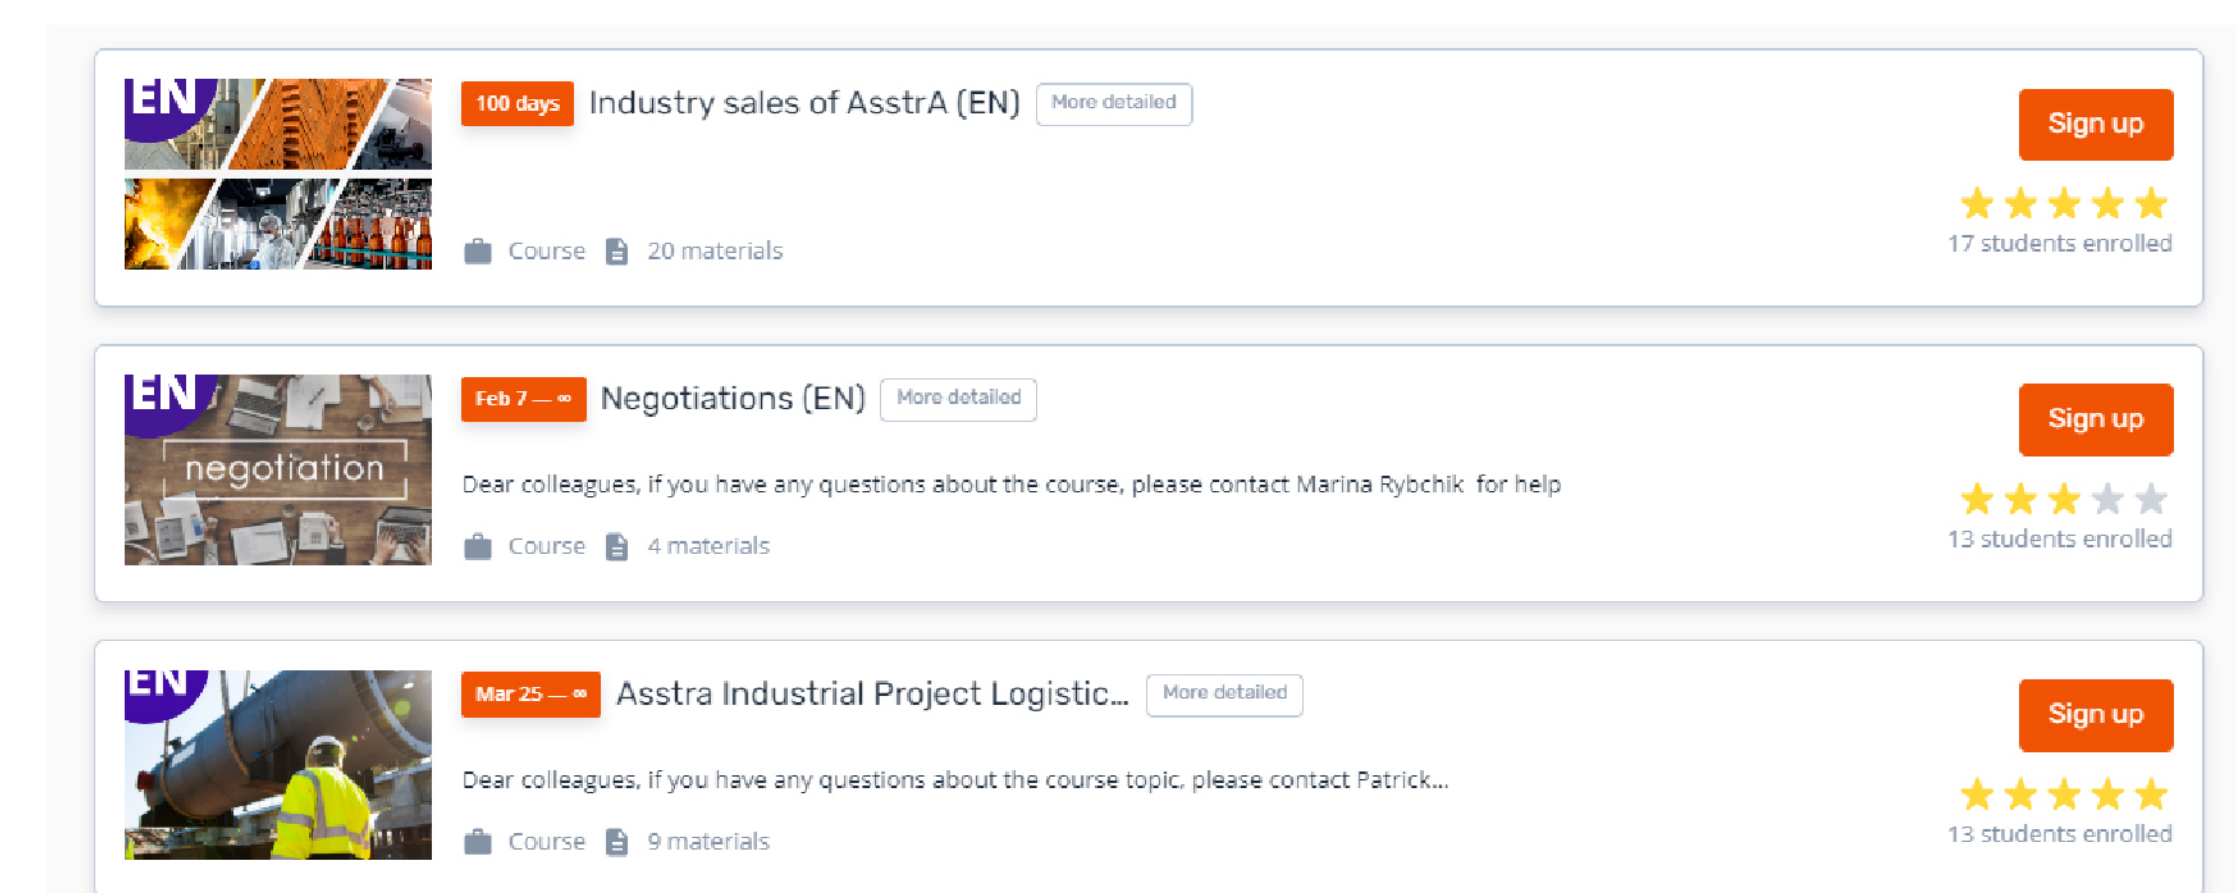 EN
100 days Industry sales of AsstrA (EN) More detailed
Sign up
Course 20 materials
17 students enrolled
EN
negotiation
Feb 7 — ∞ Negotiations (EN) More detailed
Sign up
Dear colleagues, if you have any questions about the course, please contact Marina Rybchik for help
Course 4 materials
13 students enrolled
EN
Mar 25 — ∞ Asstra Industrial Project Logistic... More detailed
Sign up
Dear colleagues, if you have any questions about the course topic, please contact Patrick...
Course 9 materials
13 students enrolled